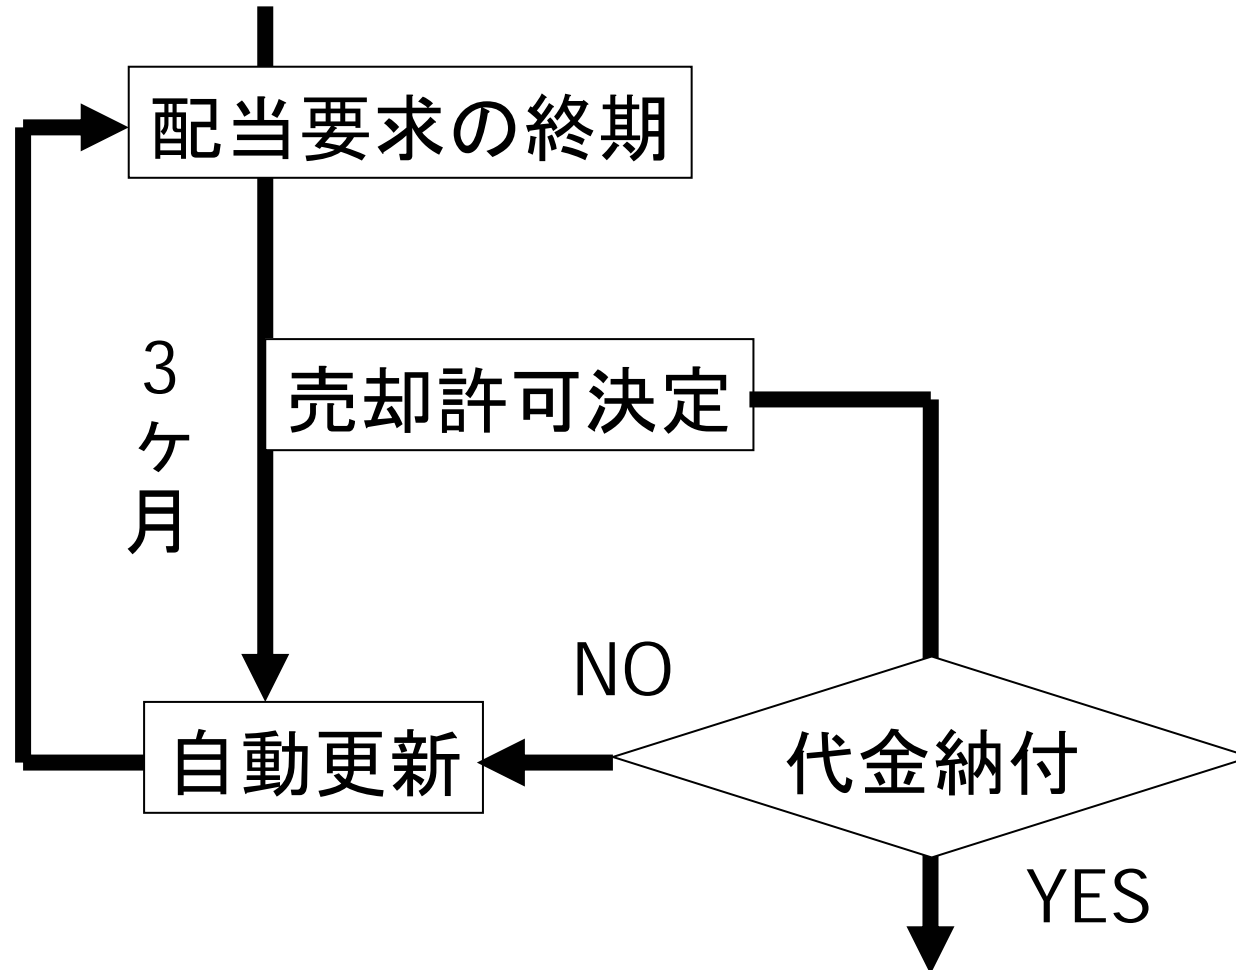 配当要求の終期
3ヶ月
売却許可決定
NO
自動更新
代金納付
YES